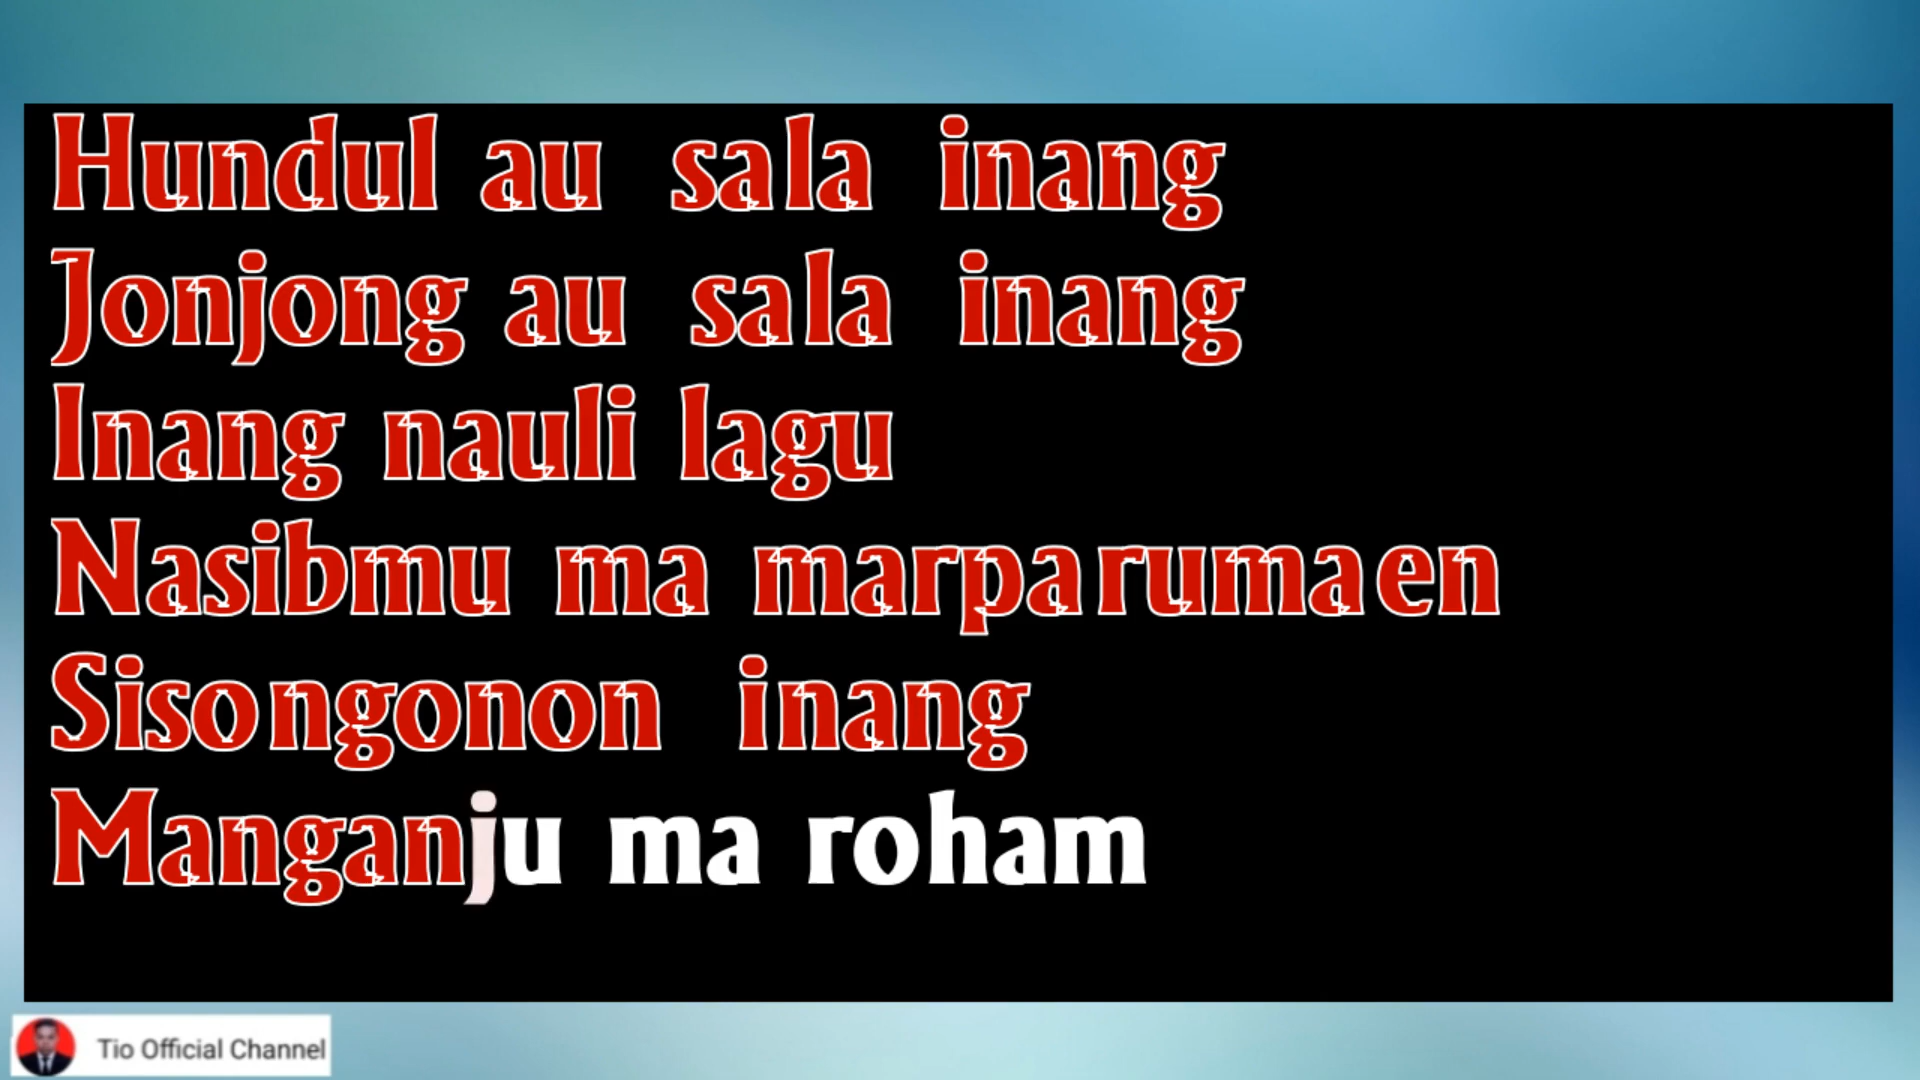 Hundul au sala inang
Jonjong au sala inang
Inang nauli lagu
Nasibmu ma marparumaen
Sisongonon inang
Manganju ma roham
Tio Official Channel